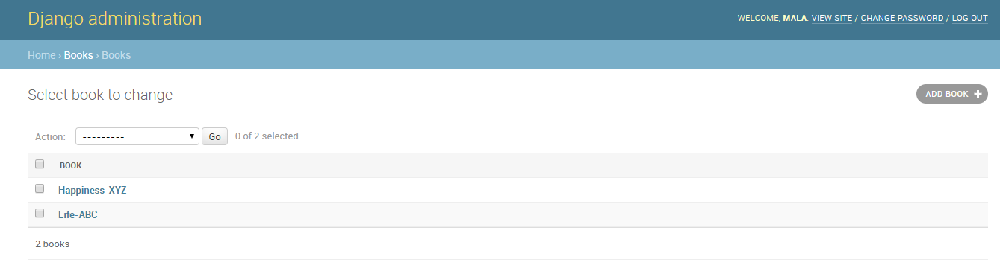 Django administration
WELCOME, MALA. VIEW SITE / CHANGE PASSWORD / LOG OUT
Home › Books › Books
Select book to change
ADD BOOK +
Action: --------- Go 0 of 2 selected
BOOK
Happiness-XYZ
Life-ABC
2 books